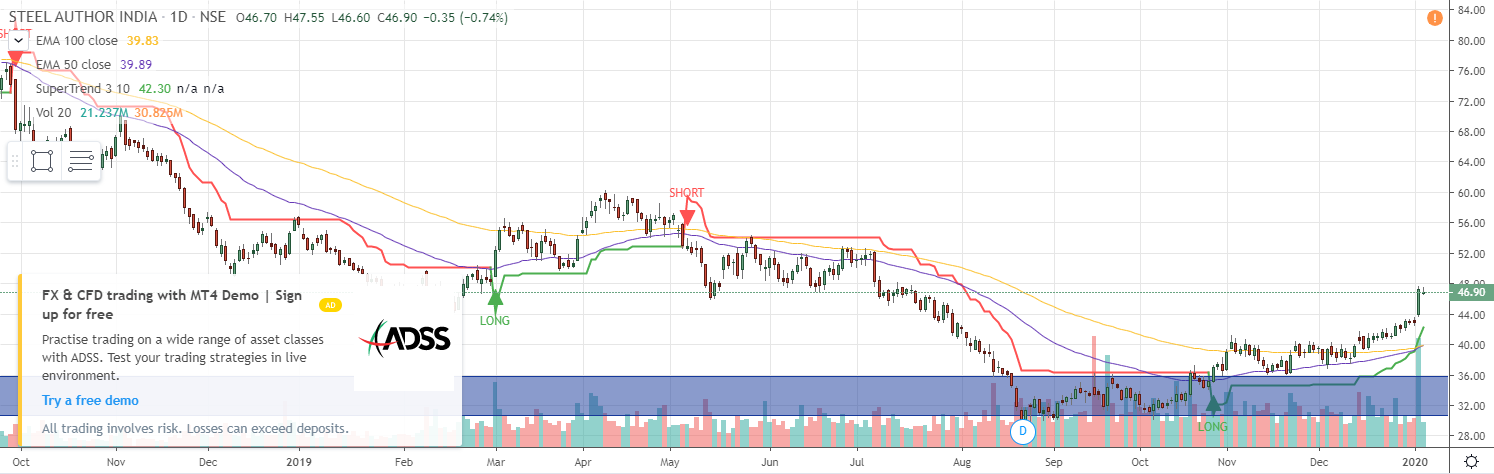 STEEL AUTHOR INDIA · 1D · NSE O46.70 H47.55 L46.60 C46.90 −0.35 (−0.74%)
EMA 100 close 39.83
EMA 50 close 39.89
SuperTrend 3 10 42.30 n/a n/a
Vol 20 21.237M 30.825M
SHORT
LONG
LONG
D
FX & CFD trading with MT4 Demo | Sign
up for free
AD
Practise trading on a wide range of asset classes
with ADSS. Test your trading strategies in live
environment.
Try a free demo
All trading involves risk. Losses can exceed deposits.
ADSS
84.00
80.00
76.00
72.00
68.00
64.00
60.00
56.00
52.00
48.00
46.90
44.00
40.00
36.00
32.00
28.00
Oct Nov Dec 2019 Feb Mar Apr May Jun Jul Aug Sep Oct Nov Dec 2020